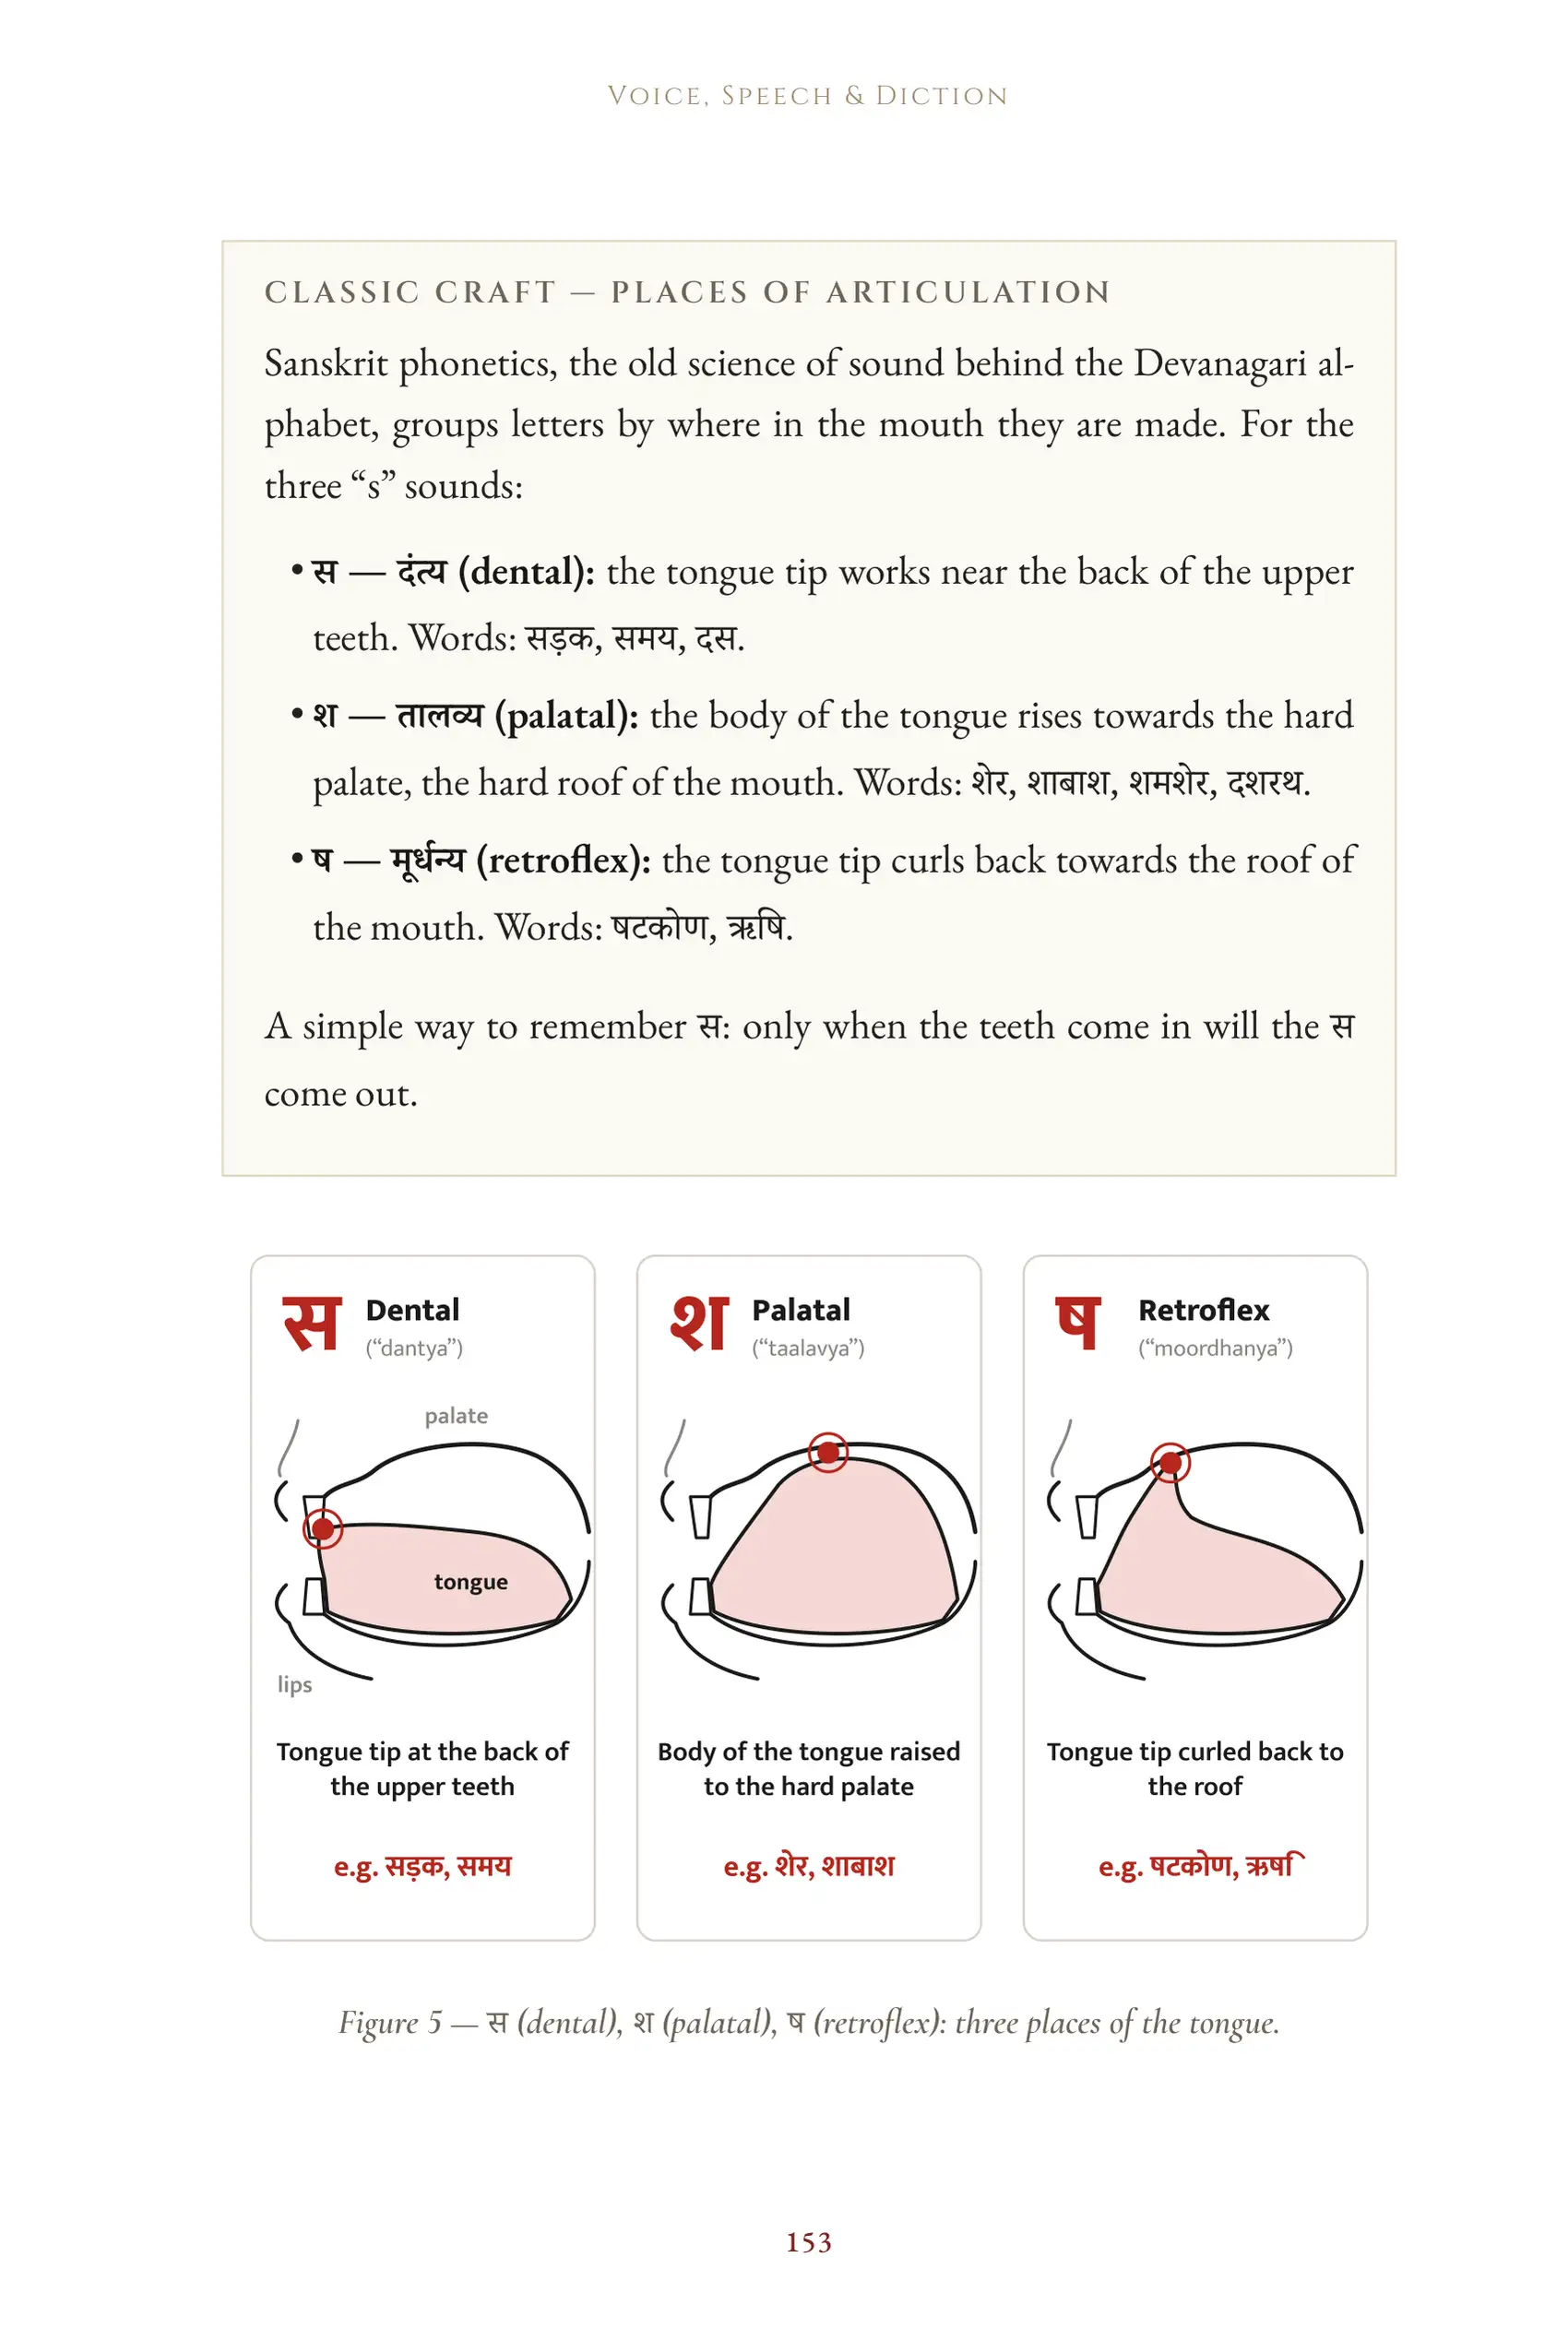 Voice, Speech & Diction
CLASSIC CRAFT — PLACES OF ARTICULATION
Sanskrit phonetics, the old science of sound behind the Devanagari al-
phabet, groups letters by where in the mouth they are made. For the
three “s” sounds:
• स — दंत्य (dental): the tongue tip works near the back of the upper
teeth. Words: सड़क, समय, दस.
• श — तालव्य (palatal): the body of the tongue rises towards the hard
palate, the hard roof of the mouth. Words: शेर, शाबाश, शमशेर, दशरथ.
• ष — मूर्धन्य (retroflex): the tongue tip curls back towards the roof of
the mouth. Words: षटकोण, ऋषि.
A simple way to remember स: only when the teeth come in will the स
come out.
स Dental
(“dantya”)
palate
tongue
lips
Tongue tip at the back of
the upper teeth
e.g. सड़क, समय
श Palatal
(“taalavya”)
Body of the tongue raised
to the hard palate
e.g. शेर, शाबाश
ष Retroflex
(“moordhanya”)
Tongue tip curled back to
the roof
e.g. षटकोण, ऋषि
Figure 5 — स (dental), श (palatal), ष (retroflex): three places of the tongue.
153